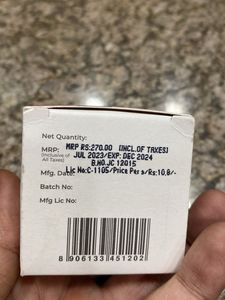 Net Quantity:
MRP: MRP RS:270.00 (INCL.OF TAXES)
(Inclusive of All Taxes) JUL 2023/EXP: DEC 2024
B.NO.JC 12015
Mfg. Date: Lic No:C-1105/Price Per g/Rs:10.8/-
Batch No:
Mfg Lic No:
8 906133 451202